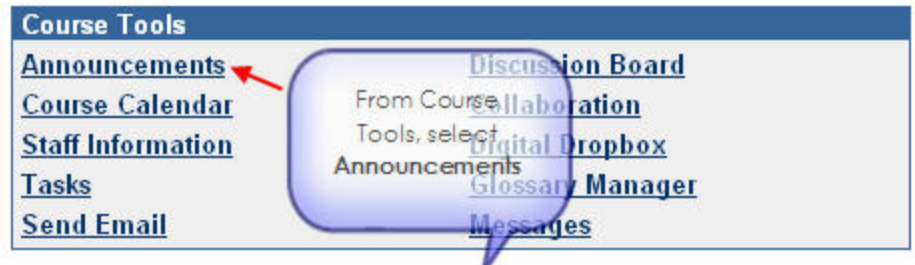 Course Tools
Announcements
Course Calendar
Staff Information
Tasks
Send Email
From Course
Tools, select
Announcements
Discussion Board
Collaboration
Digital Dropbox
Glossary Manager
Messages